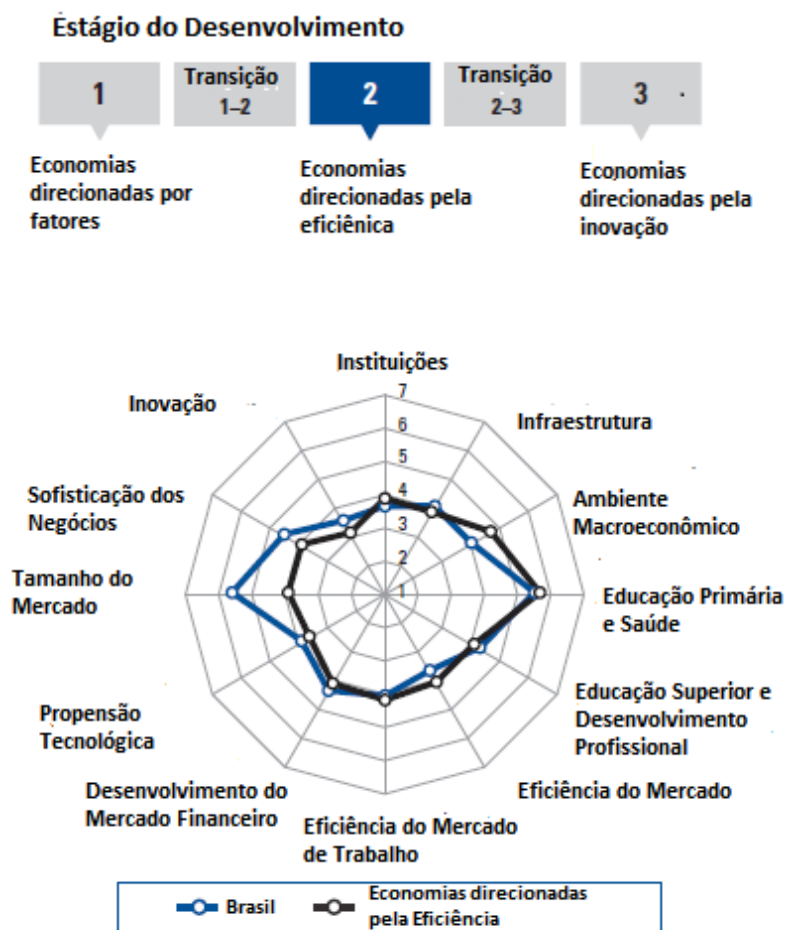 Estágio do Desenvolvimento
1
Transição
1–2
2
Transição
2–3
3
Economias
direcionadas por
fatores
Economias
direcionadas pela
eficiênica
Economias
direcionadas pela
inovação
Instituições
Inovação
Infraestrutura
Sofisticação dos
Negócios
Ambiente
Macroeconômico
Tamanho do
Mercado
Educação Primária
e Saúde
7
6
5
4
3
2
1
Propensão
Tecnológica
Educação Superior e
Desenvolvimento
Profissional
Desenvolvimento do
Mercado Financeiro
Eficiência do Mercado
Eficiência do Mercado
de Trabalho
Brasil
Economias direcionadas
pela Eficiência